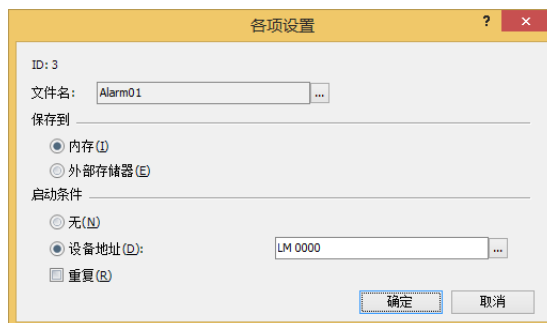 各项设置
? ×
ID: 3
文件名: Alarm01 ...
保存到
内存(I)
外部存储器(E)
启动条件
无(N)
设备地址(D): LM 0000 ...
重复(R)
确定 取消